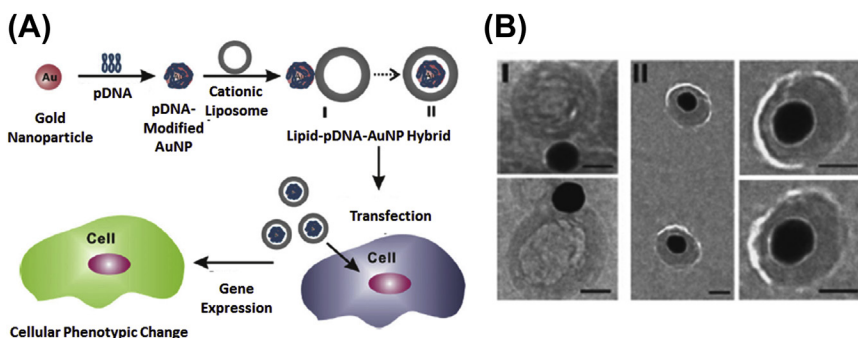 (A)
Au
Gold
Nanoparticle
pDNA
pDNA-
Modified
AuNP
Cationic
Liposome
I
II
Lipid-pDNA-AuNP Hybrid
Transfection
Cell
Cell
Gene
Expression
Cellular Phenotypic Change
(B)
I
II